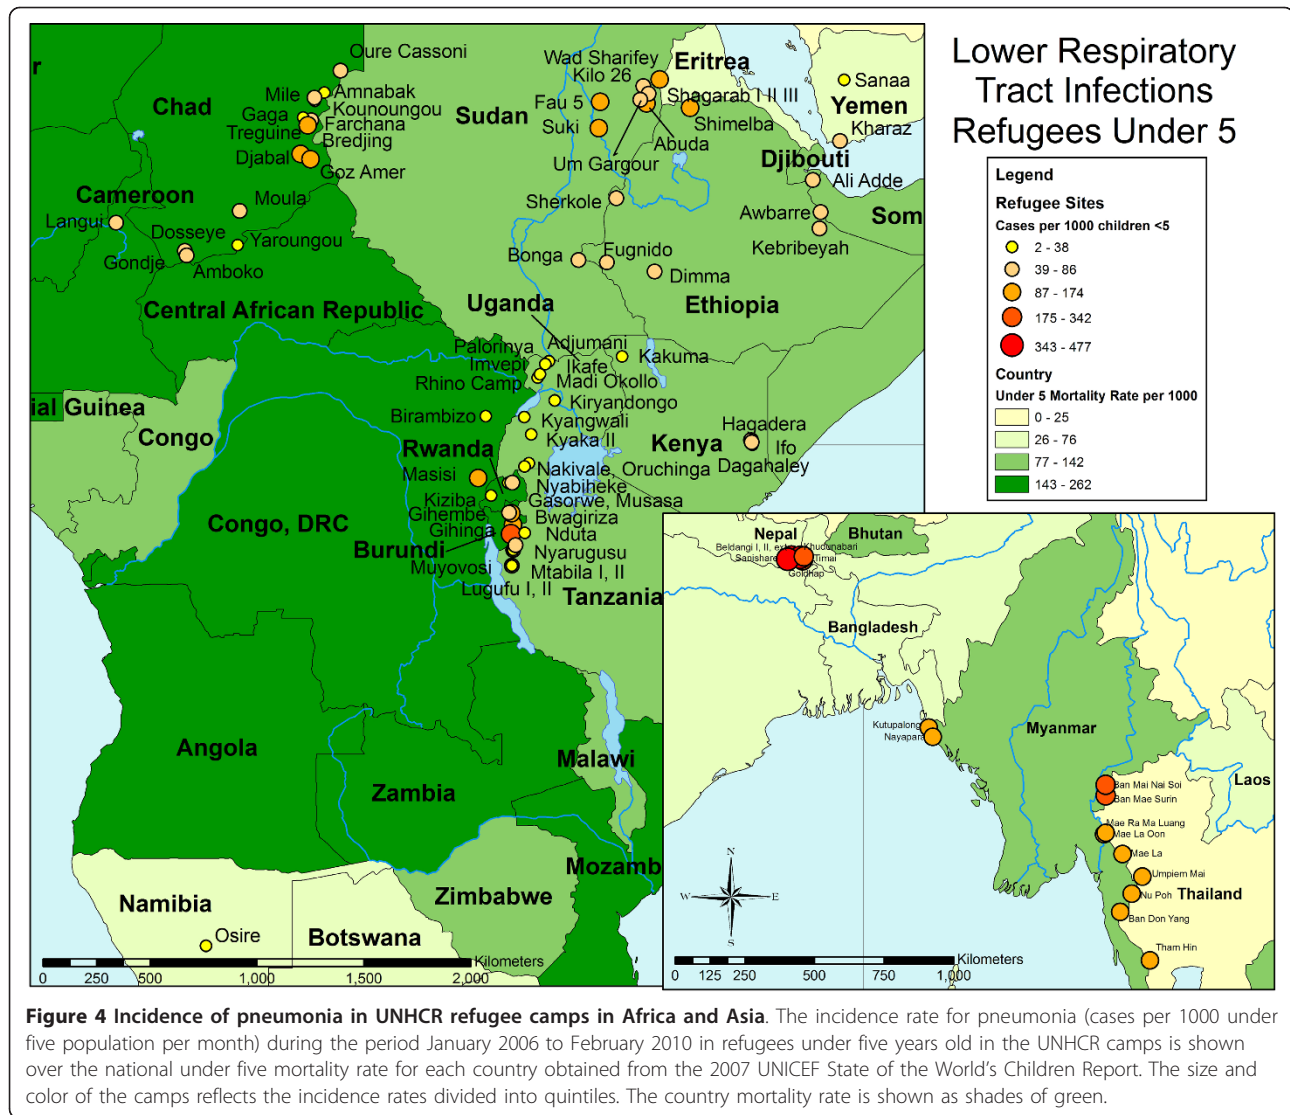 Lower Respiratory
Tract Infections
Refugees Under 5
Legend
Refugee Sites
Cases per 1000 children <5
2 - 38
39 - 86
87 - 174
175 - 342
343 - 477
Country
Under 5 Mortality Rate per 1000
0 - 25
26 - 76
77 - 142
143 - 262
r
Oure Cassoni
Chad
Mile
Amnabak
Kounoungou
Gaga
Farchana
Treguine
Bredjing
Djabal
Goz Amer
Cameroon
Moula
Langui
Dosseye
Yaroungou
Gondje
Amboko
Central African Republic
Sudan
Wad Sharifey
Kilo 26
Eritrea
Fau 5
Shagarab I II III
Suki
Shimelba
Abuda
Um Gargour
Sanaa
Yemen
Kharaz
Djibouti
Ali Adde
Sherkole
Awbarre
Som
Kebribeyah
Bonga
Fugnido
Dimma
Ethiopia
Uganda
Palorinya
Adjumani
Imvepi
Ikafe
Kakuma
Rhino Camp
Madi Okollo
Kiryandongo
Birambizo
Kyangwali
Kyaka II
Kenya
Hagadera
Ifo
Dagahaley
ial Guinea
Congo
Rwanda
Masisi
Nakivale, Oruchinga
Nyabiheke
Kiziba
Gasorwe, Musasa
Gihembe
Bwagiriza
Gihinga
Nduta
Congo, DRC
Burundi
Nyarugusu
Muyovosi
Mtabila I, II
Lugufu I, II
Tanzania
Angola
Zambia
Malawi
Mozamb
Zimbabwe
Namibia
Osire
Botswana
0 250 500 1,000 1,500 2,000 Kilometers
Nepal
Bhutan
Beldangi I, II, ext
Khudunabari
Sanishare
Timai
Goldhap
Bangladesh
Kutupalong
Nayapara
Myanmar
Laos
Ban Mai Nai Soi
Ban Mae Surin
Mae Ra Ma Luang
Mae La Oon
Mae La
Umpiem Mai
Nu Poh
Thailand
Ban Don Yang
Tham Hin
N
W E
S
0 125 250 500 750 1,000 Kilometers
Figure 4 Incidence of pneumonia in UNHCR refugee camps in Africa and Asia. The incidence rate for pneumonia (cases per 1000 under
five population per month) during the period January 2006 to February 2010 in refugees under five years old in the UNHCR camps is shown
over the national under five mortality rate for each country obtained from the 2007 UNICEF State of the World's Children Report. The size and
color of the camps reflects the incidence rates divided into quintiles. The country mortality rate is shown as shades of green.